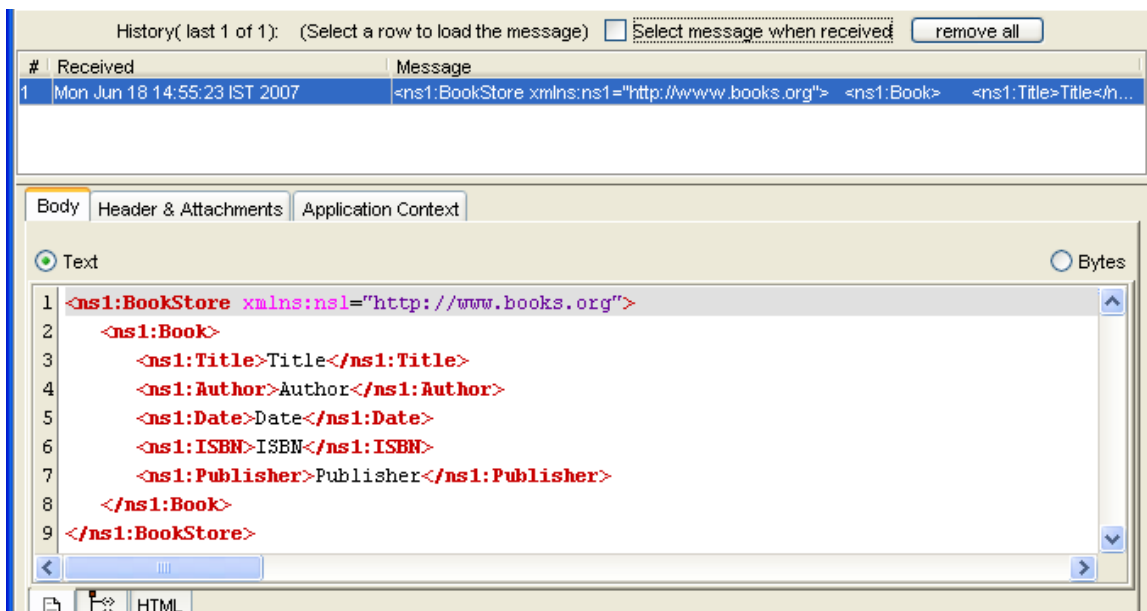 History( last 1 of 1): (Select a row to load the message) Select message when received remove all
# Received Message
1 Mon Jun 18 14:55:23 IST 2007 <ns1:BookStore xmlns:ns1="http://www.books.org"> <ns1:Book> <ns1:Title>Title</n...
Body Header & Attachments Application Context
Text Bytes
1 <ns1:BookStore xmlns:ns1="http://www.books.org">
2 <ns1:Book>
3 <ns1:Title>Title</ns1:Title>
4 <ns1:Author>Author</ns1:Author>
5 <ns1:Date>Date</ns1:Date>
6 <ns1:ISBN>ISBN</ns1:ISBN>
7 <ns1:Publisher>Publisher</ns1:Publisher>
8 </ns1:Book>
9 </ns1:BookStore>
HTML